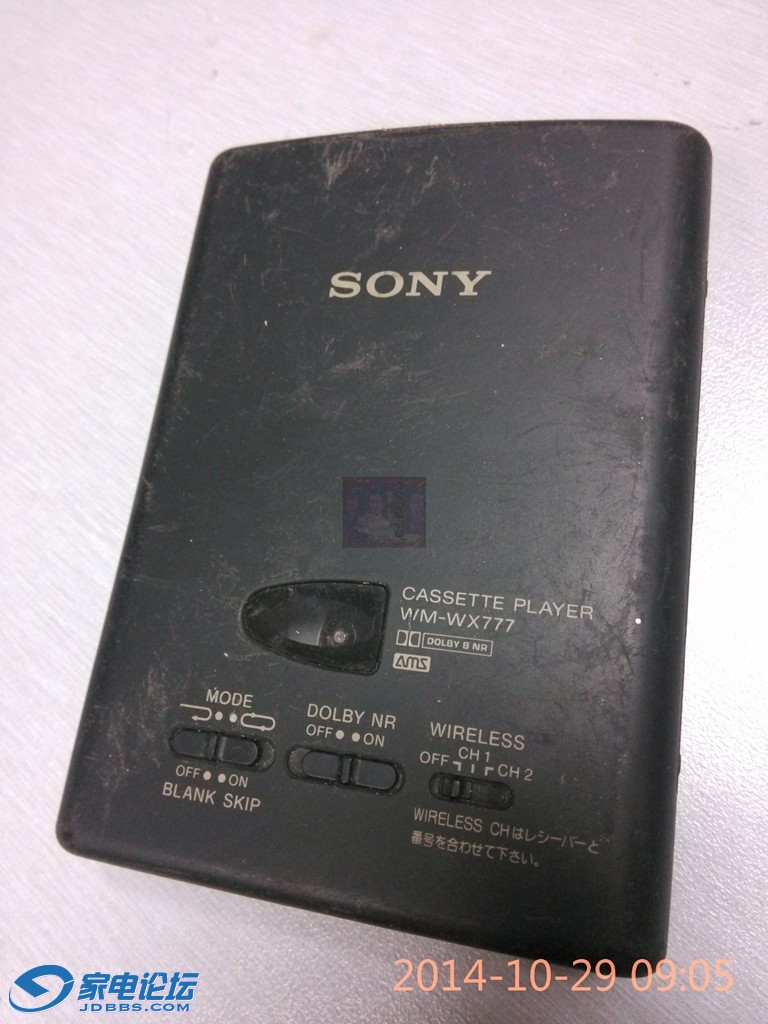 SONY
CASSETTE PLAYER
WM-WX777
DOLBY B NR
AMS
MODE
OFF ON
BLANK SKIP
DOLBY NR
OFF ON
WIRELESS
CH 1
OFF CH 2
WIRELESS CHはレシーバーと
番号を合わせて下さい。
2014-10-29 09:05
家电论坛
JDBBS.COM